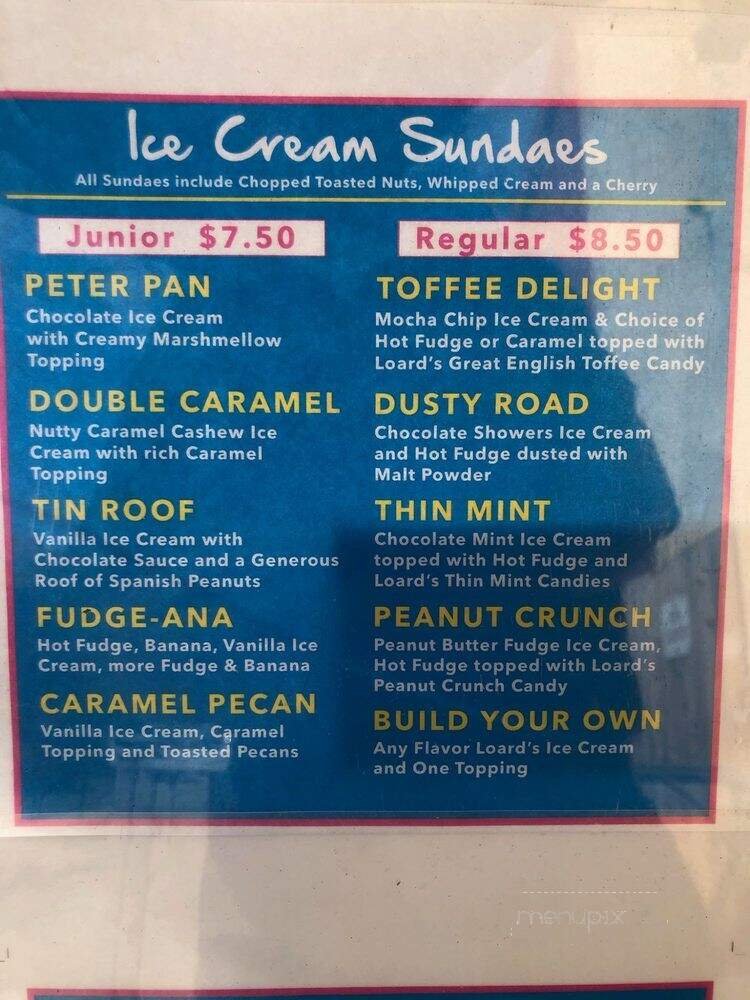 Ice Cream Sundaes
All Sundaes include Chopped Toasted Nuts, Whipped Cream and a Cherry
Junior $7.50
Regular $8.50
PETER PAN
Chocolate Ice Cream
with Creamy Marshmellow
Topping
DOUBLE CARAMEL
Nutty Caramel Cashew Ice
Cream with rich Caramel
Topping
TIN ROOF
Vanilla Ice Cream with
Chocolate Sauce and a Generous
Roof of Spanish Peanuts
FUDGE-ANA
Hot Fudge, Banana, Vanilla Ice
Cream, more Fudge & Banana
CARAMEL PECAN
Vanilla Ice Cream, Caramel
Topping and Toasted Pecans
TOFFEE DELIGHT
Mocha Chip Ice Cream & Choice of
Hot Fudge or Caramel topped with
Loard's Great English Toffee Candy
DUSTY ROAD
Chocolate Showers Ice Cream
and Hot Fudge dusted with
Malt Powder
THIN MINT
Chocolate Mint Ice Cream
topped with Hot Fudge and
Loard's Thin Mint Candies
PEANUT CRUNCH
Peanut Butter Fudge Ice Cream,
Hot Fudge topped with Loard's
Peanut Crunch Candy
BUILD YOUR OWN
Any Flavor Loard's Ice Cream
and One Topping
menupix